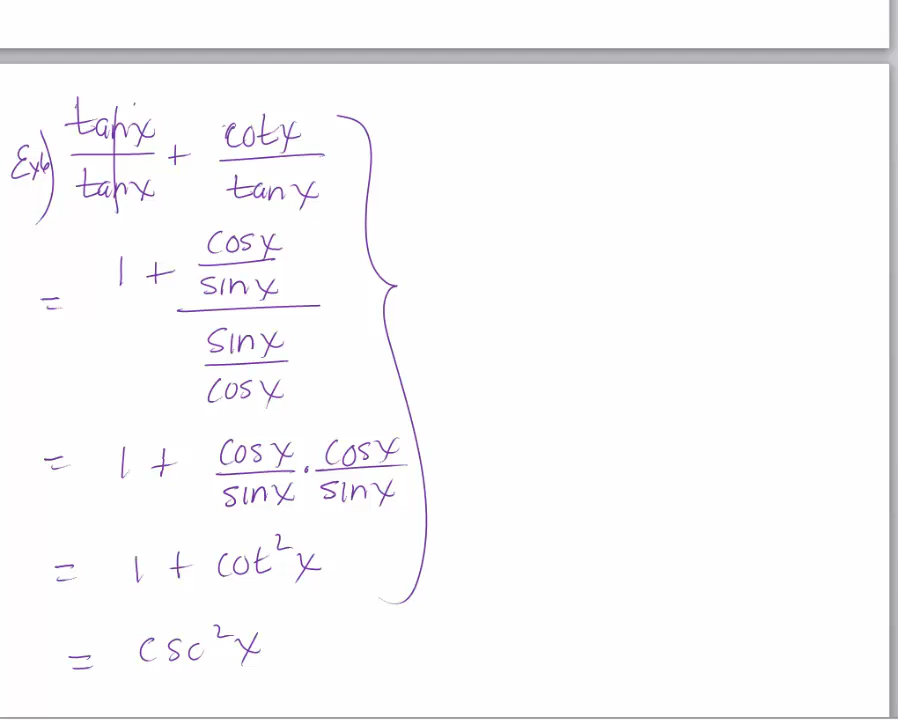 Ex6) tanx/tanx + cotx/tanx
= 1 + (cosx/sinx)/(sinx/cosx)
= 1 + cosx/sinx · cosx/sinx
= 1 + cot²x
= csc²x